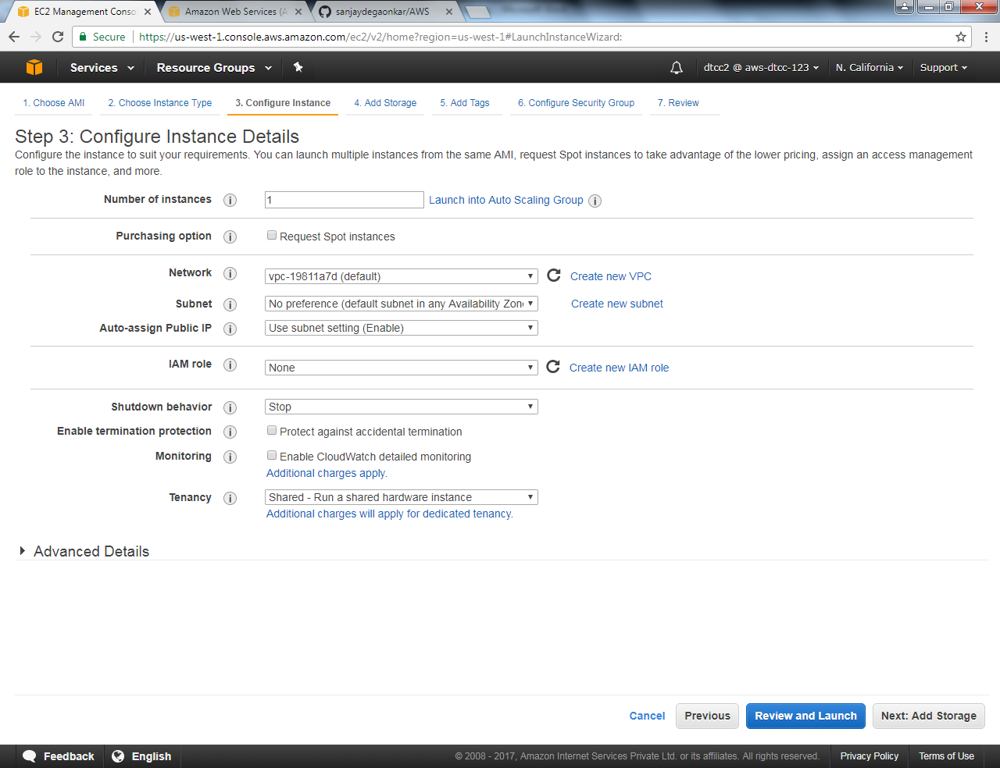 EC2 Management Conso
Amazon Web Services (A
sanjaydegaonkar/AWS
Secure https://us-west-1.console.aws.amazon.com/ec2/v2/home?region=us-west-1#LaunchInstanceWizard:
Services Resource Groups dtcc2 @ aws-dtcc-123 N. California Support
1. Choose AMI 2. Choose Instance Type 3. Configure Instance 4. Add Storage 5. Add Tags 6. Configure Security Group 7. Review
Step 3: Configure Instance Details
Configure the instance to suit your requirements. You can launch multiple instances from the same AMI, request Spot instances to take advantage of the lower pricing, assign an access management
role to the instance, and more.
Number of instances i 1 Launch into Auto Scaling Group i
Purchasing option i Request Spot instances
Network i vpc-19811a7d (default) Create new VPC
Subnet i No preference (default subnet in any Availability Zon Create new subnet
Auto-assign Public IP i Use subnet setting (Enable)
IAM role i None Create new IAM role
Shutdown behavior i Stop
Enable termination protection i Protect against accidental termination
Monitoring i Enable CloudWatch detailed monitoring
Additional charges apply.
Tenancy i Shared - Run a shared hardware instance
Additional charges will apply for dedicated tenancy.
Advanced Details
Cancel Previous Review and Launch Next: Add Storage
Feedback English © 2008 - 2017, Amazon Internet Services Private Ltd. or its affiliates. All rights reserved. Privacy Policy Terms of Use